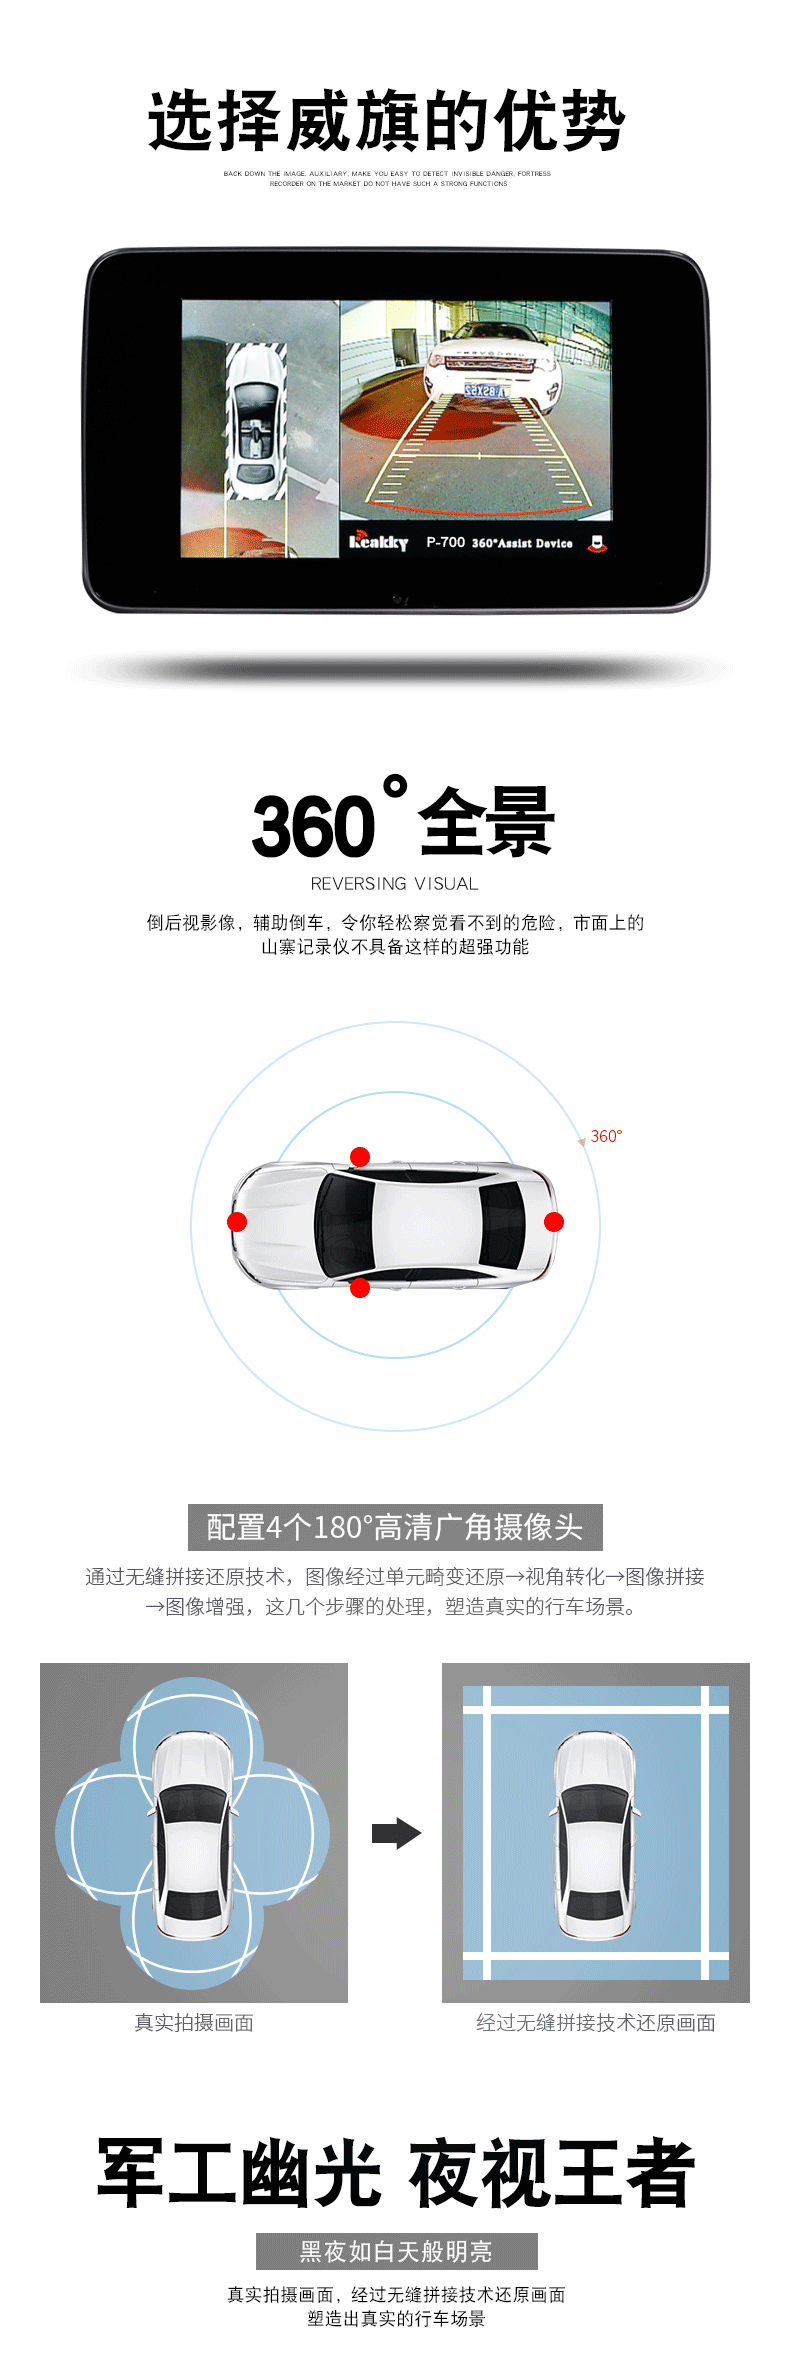 选择威旗的优势
BACK DOWN THE IMAGE, AUXILIARY, MAKE YOU EASY TO DETECT INVISIBLE DANGER, FORTRESS
RECORDER ON THE MARKET DO NOT HAVE SUCH A STRONG FUNCTIONS
Keakky P-700 360°Assist Device
360°全景
REVERSING VISUAL
倒后视影像，辅助倒车，令你轻松察觉看不到的危险，市面上的
山寨记录仪不具备这样的超强功能
360°
配置4个180°高清广角摄像头
通过无缝拼接还原技术，图像经过单元畸变还原→视角转化→图像拼接
→图像增强，这几个步骤的处理，塑造真实的行车场景。
真实拍摄画面
经过无缝拼接技术还原画面
军工幽光 夜视王者
黑夜如白天般明亮
真实拍摄画面，经过无缝拼接技术还原画面
塑造出真实的行车场景